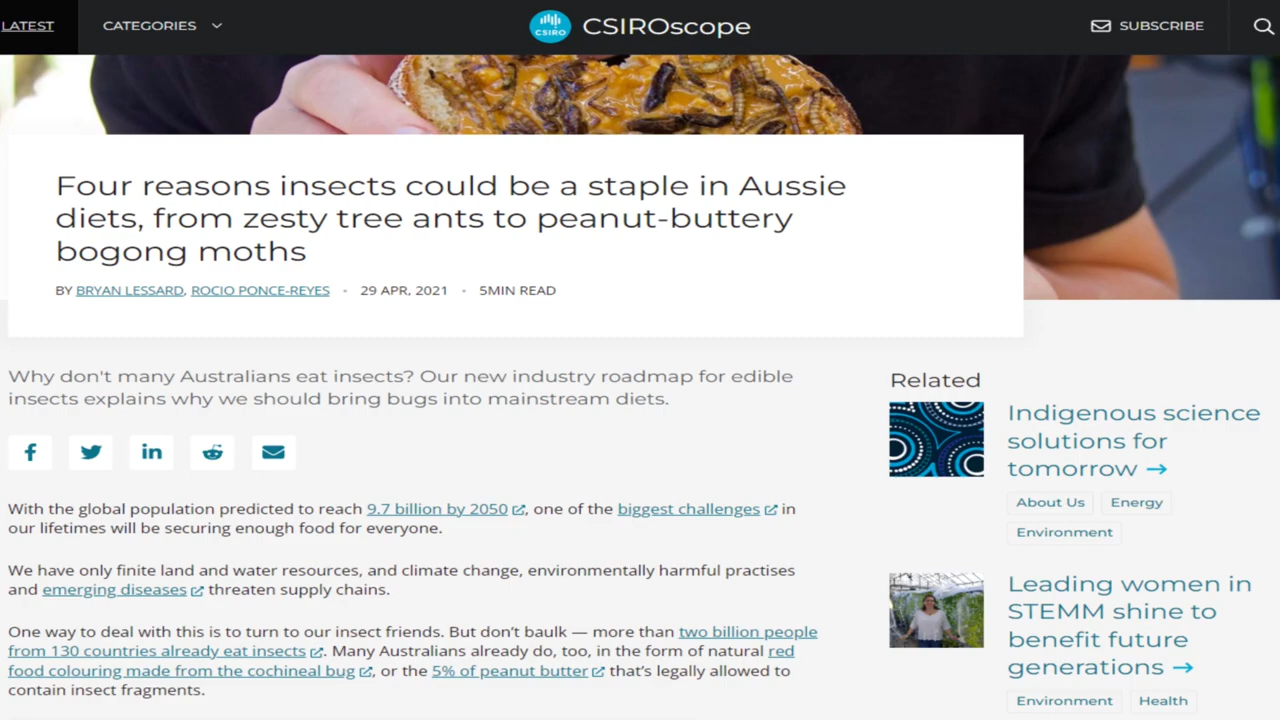 LATEST
CATEGORIES
CSIRO
CSIROscope
SUBSCRIBE
Four reasons insects could be a staple in Aussie
diets, from zesty tree ants to peanut-buttery
bogong moths
BY BRYAN LESSARD, ROCIO PONCE-REYES • 29 APR, 2021 • 5MIN READ
Why don't many Australians eat insects? Our new industry roadmap for edible
insects explains why we should bring bugs into mainstream diets.
With the global population predicted to reach 9.7 billion by 2050, one of the biggest challenges in
our lifetimes will be securing enough food for everyone.
We have only finite land and water resources, and climate change, environmentally harmful practises
and emerging diseases threaten supply chains.
One way to deal with this is to turn to our insect friends. But don’t baulk — more than two billion people
from 130 countries already eat insects. Many Australians already do, too, in the form of natural red
food colouring made from the cochineal bug, or the 5% of peanut butter that’s legally allowed to
contain insect fragments.
Related
Indigenous science
solutions for
tomorrow →
About Us Energy
Environment
Leading women in
STEMM shine to
benefit future
generations →
Environment Health